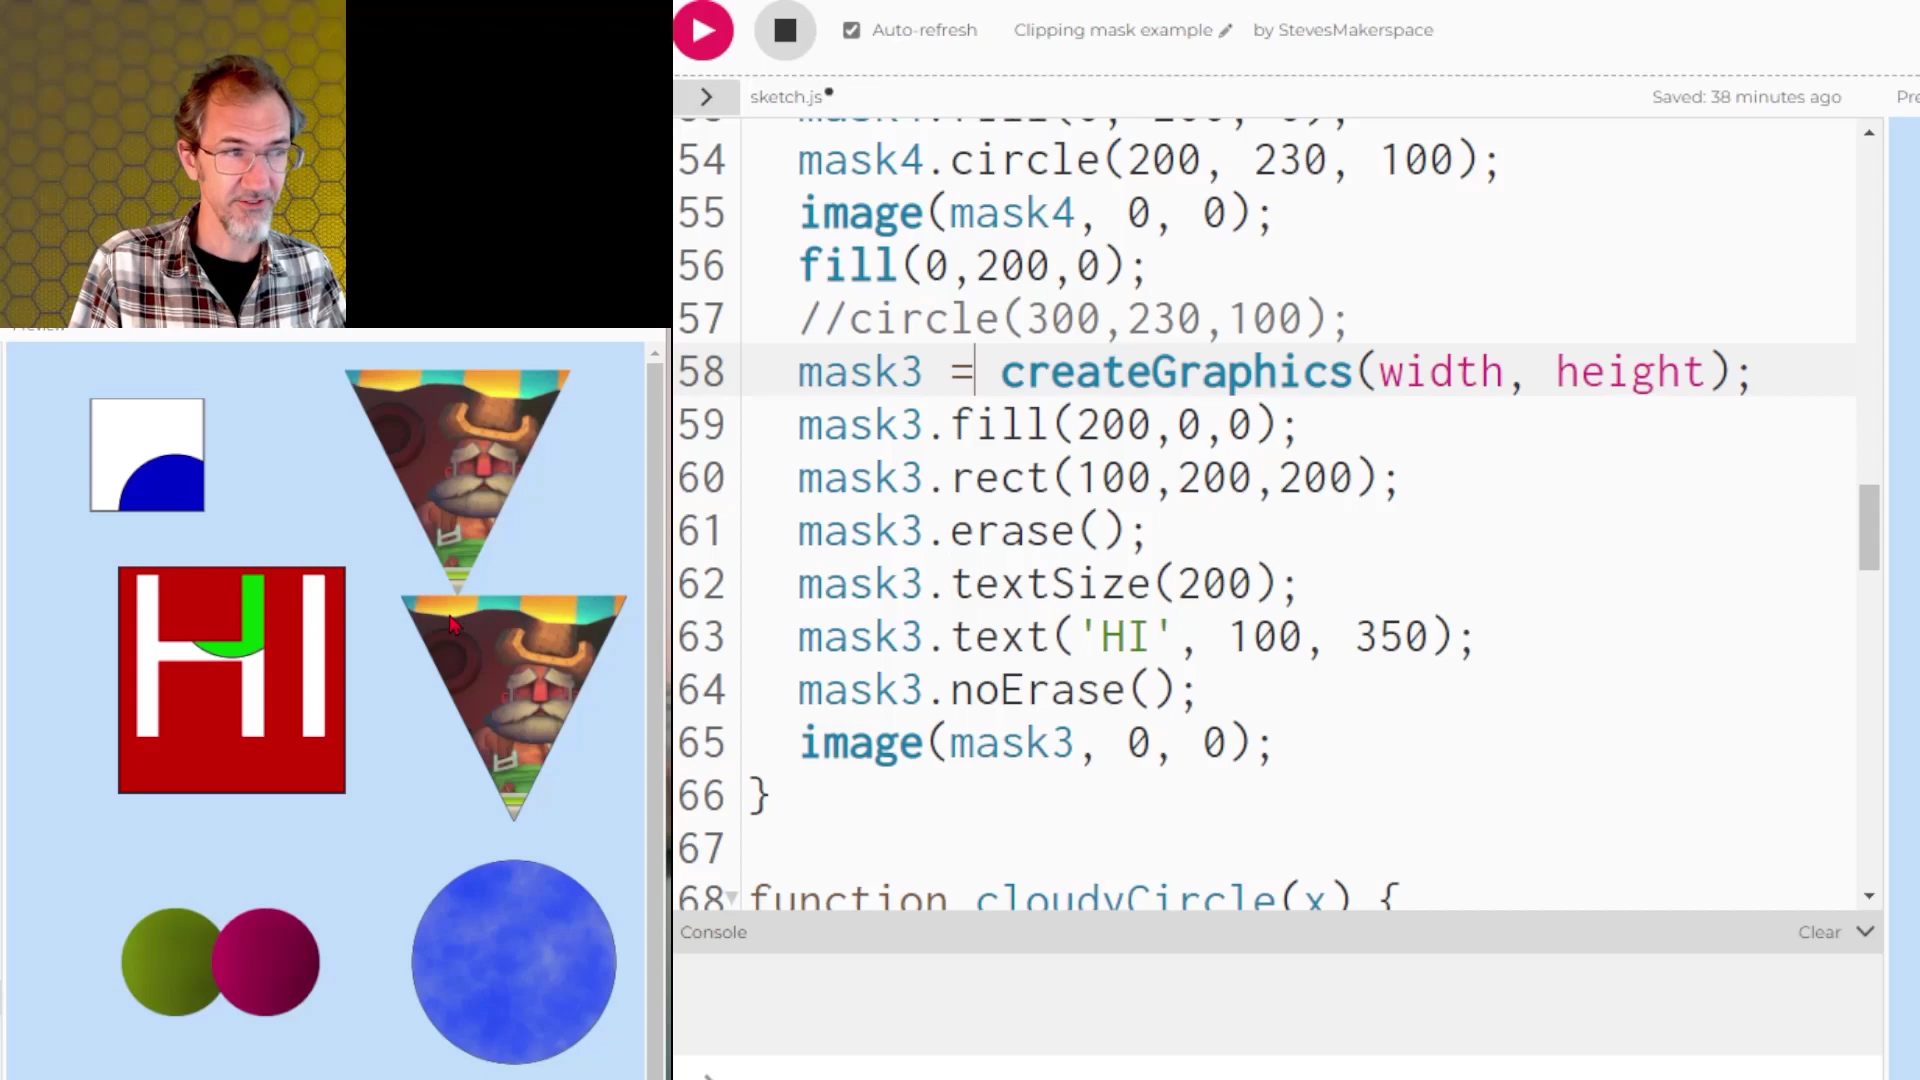 Auto-refresh
Clipping mask example
by StevesMakerspace
sketch.js
Saved: 38 minutes ago
54 mask4.circle(200, 230, 100);
55 image(mask4, 0, 0);
56 fill(0,200,0);
57 //circle(300,230,100);
58 mask3 = createGraphics(width, height);
59 mask3.fill(200,0,0);
60 mask3.rect(100,200,200);
61 mask3.erase();
62 mask3.textSize(200);
63 mask3.text('HI', 100, 350);
64 mask3.noErase();
65 image(mask3, 0, 0);
66 }
67
68 function cloudyCircle(x) {
Console
Clear
HI